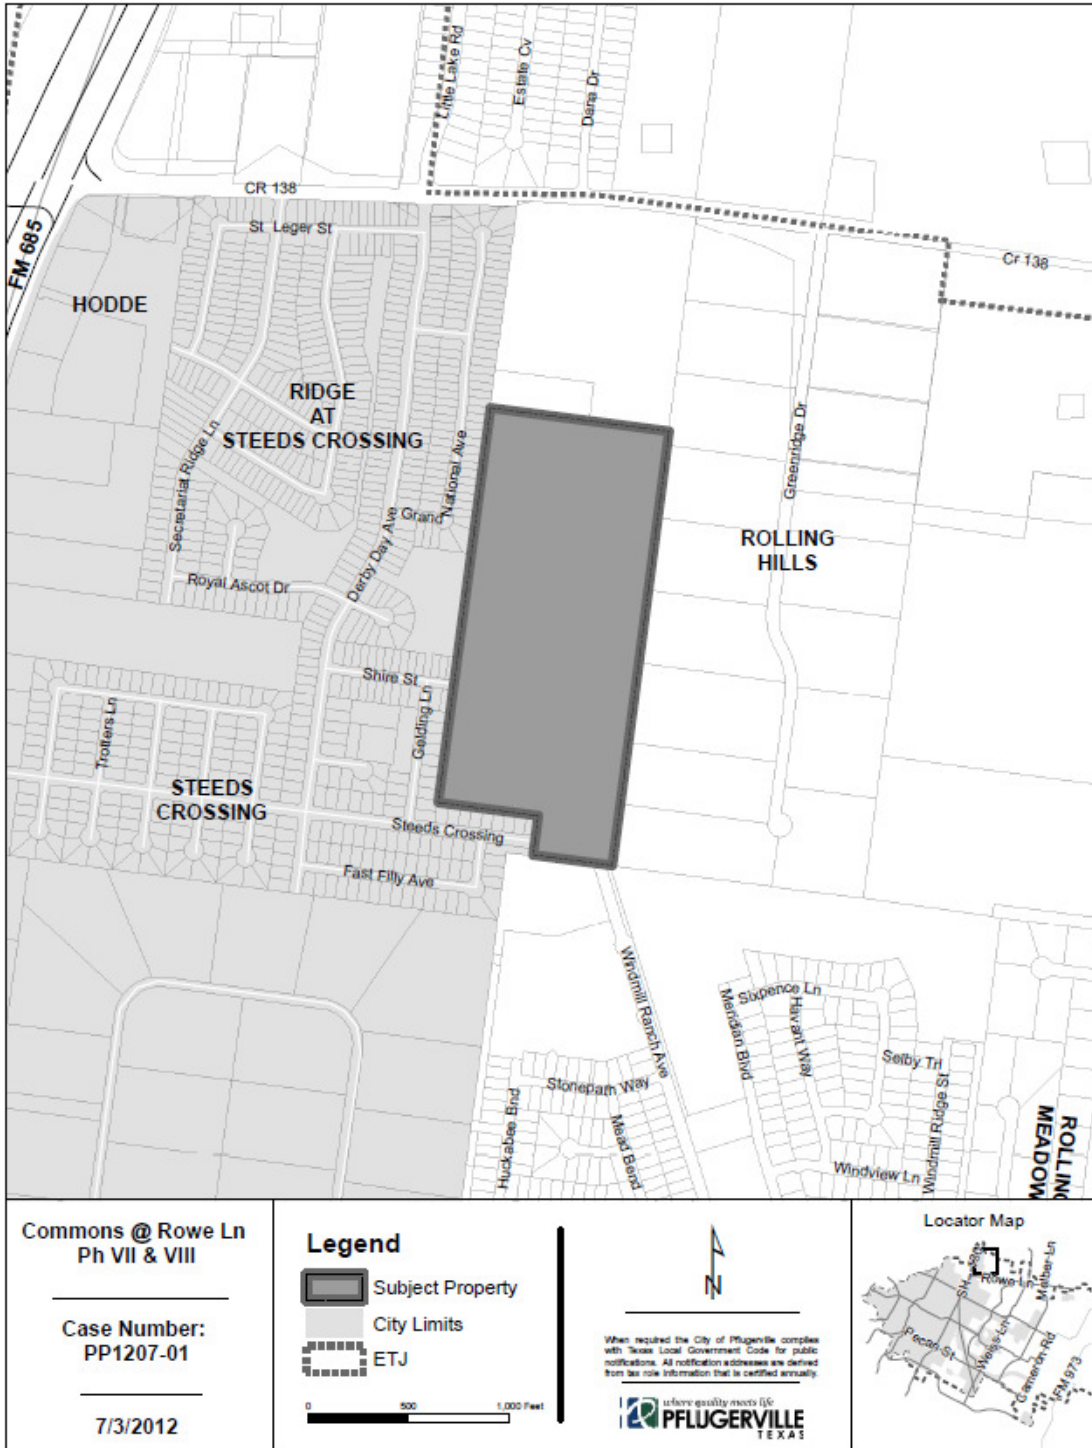 Little Lake Rd
Estate Cv
Dana Dr
CR 138
FM 685
St Leger St
Cr 138
HODDE
RIDGE
AT
STEEDS CROSSING
Secretariat Ridge Ln
Grand
National Ave
Derby Day Ave
Greenridge Dr
ROLLING
HILLS
Royal Ascot Dr
Shire St
Gelding Ln
Trotters Ln
STEEDS
CROSSING
Steeds Crossing
Fast Filly Ave
Windmill Ranch Ave
Meridian Blvd
Sixpence Ln
Havant Way
Selby Trl
Stonepath Way
Huckabee Bnd
Mead Bend
Windview Ln
Windmill Ridge St
ROLLING
MEADOW
Commons @ Rowe Ln
Ph VII & VIII
Case Number:
PP1207-01
7/3/2012
Legend
Subject Property
City Limits
ETJ
0 500 1,000 Feet
N
When required the City of Pflugerville complies
with Texas Local Government Code for public
notifications. All notification addresses are derived
from tax role information that is certified annually.
where quality meets life
PFLUGERVILLE
TEXAS
Locator Map
Rowe Ln
Melber Ln
Pecan St
Weiss Ln
Cameron Rd
FM 973